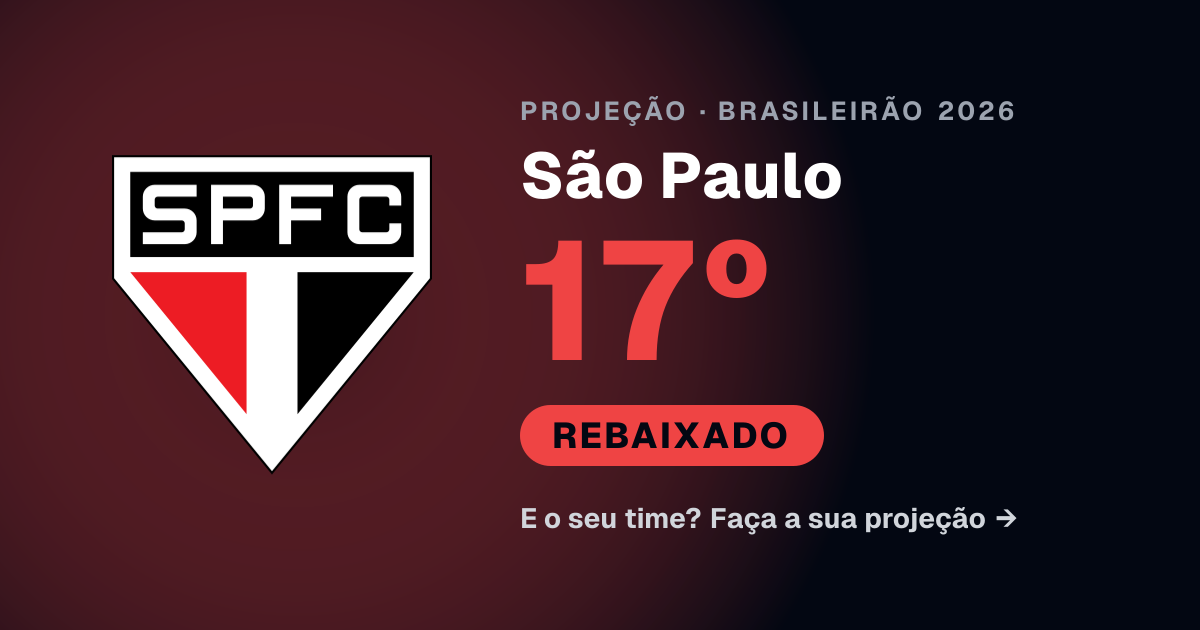 SPFC
PROJEÇÃO · BRASILEIRÃO 2026
São Paulo
17º
REBAIXADO
E o seu time? Faça a sua projeção →